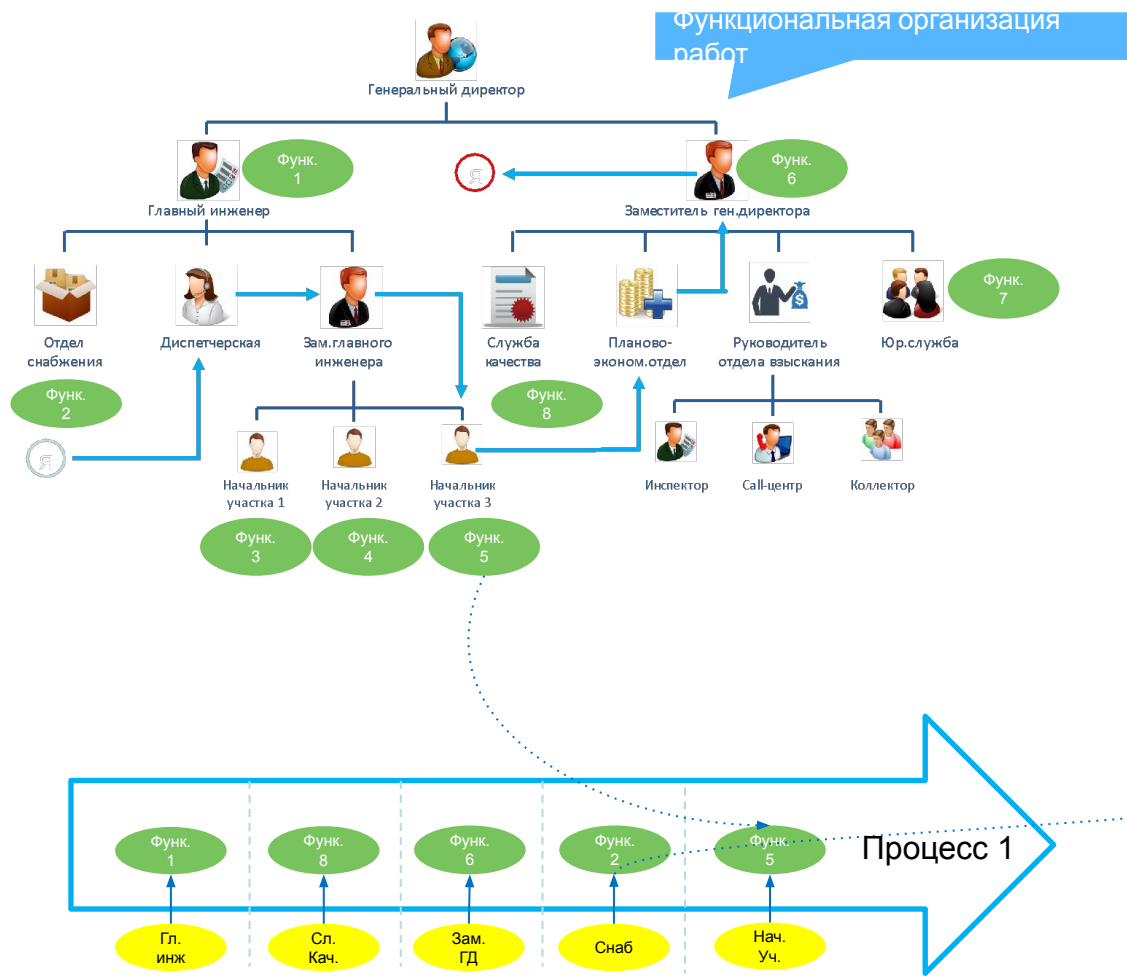 Функциональная организация
работ
Генеральный директор
Функ.
1
Я
Функ.
6
Главный инженер
Заместитель ген.директора
Функ.
7
Отдел
снабжения
Диспетчерская
Зам.главного
инженера
Служба
качества
Планово-
эконом.отдел
Руководитель
отдела взыскания
Юр.служба
Функ.
2
Функ.
8
Я
Начальник
участка 1
Начальник
участка 2
Начальник
участка 3
Инспектор
Call-центр
Коллектор
Функ.
3
Функ.
4
Функ.
5
Функ.
1
Функ.
8
Функ.
6
Функ.
2
Функ.
5
Процесс 1
Гл.
инж
Сл.
Кач.
Зам.
ГД
Снаб
Нач.
Уч.